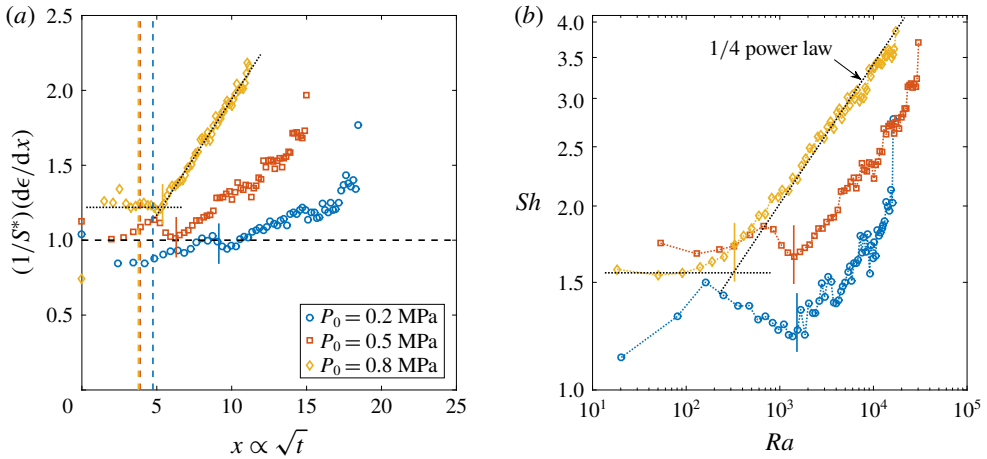 (a)
(1/S*)(dϵ/dx)
2.5
2.0
1.5
1.0
0.5
0
5
10
15
20
25
x ∝ √t
P₀ = 0.2 MPa
P₀ = 0.5 MPa
P₀ = 0.8 MPa
(b)
Sh
4.0
3.5
3.0
2.5
2.0
1.5
1.0
10¹
10²
10³
10⁴
10⁵
Ra
1/4 power law